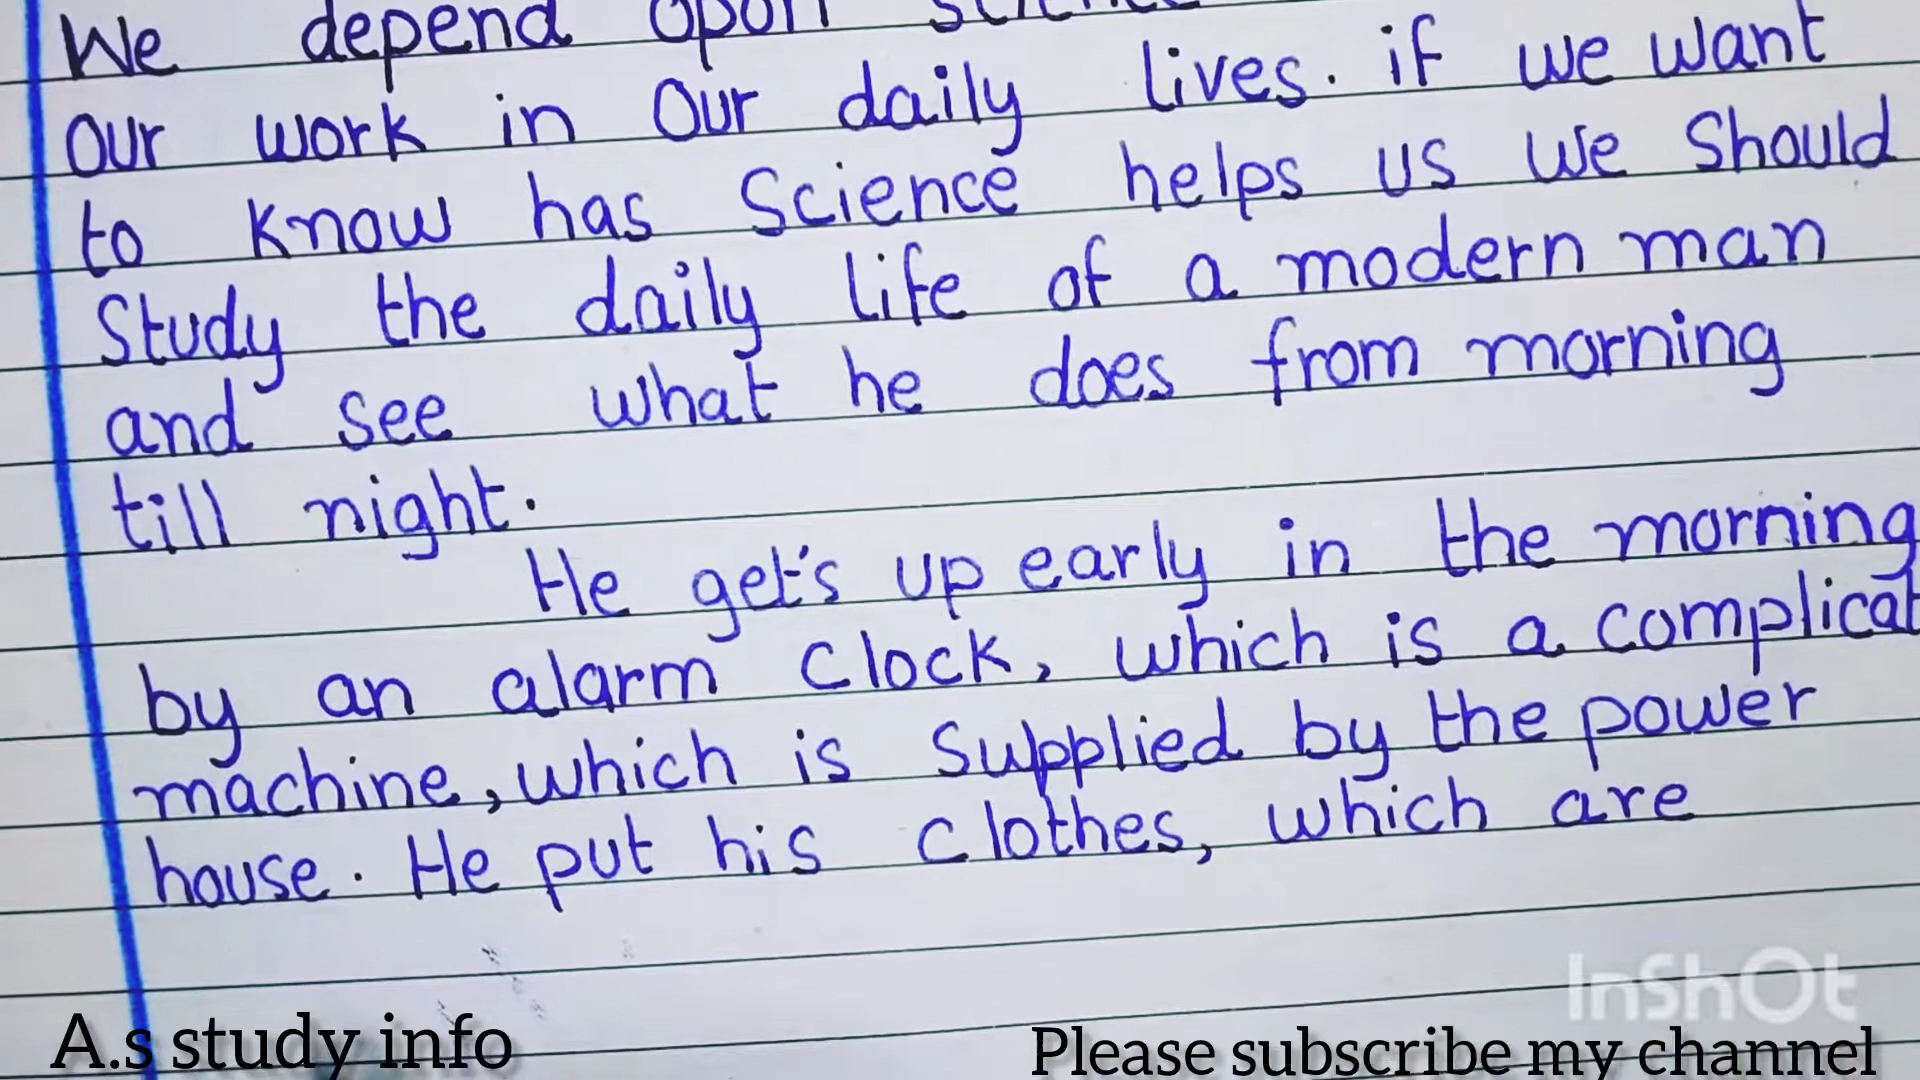 We depend upon science
our work in our daily lives. if we want
to know has Science helps us we Should
Study the daily life of a modern man
and see what he does from morning
till night.
He get's up early in the morning
by an alarm clock, which is a complicat
machine, which is supplied by the power
house. He put his clothes, which are
InShOt
A.s study info
Please subscribe my channel